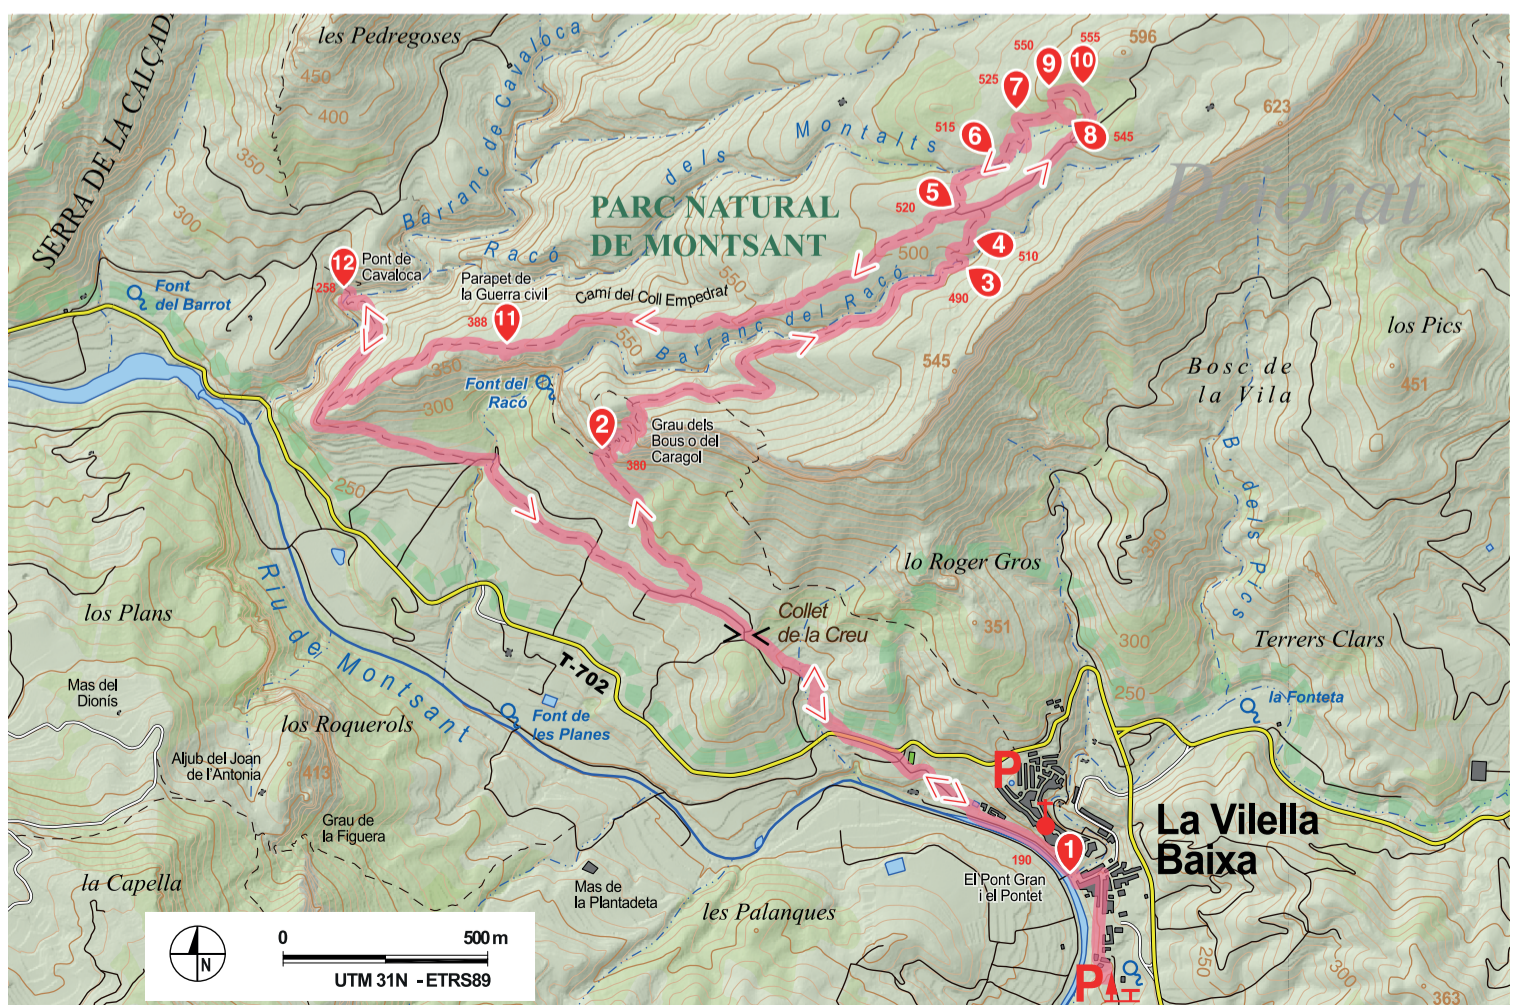 les Pedregoses
SERRA DE LA CALÇAD
450
400
350
300
Barranc de Cavaloca
Racó dels Montalts
PARC NATURAL
DE MONTSANT
Priorat
596
623
550
555
525
9
10
7
515
6
8
545
5
520
4
510
500
3
490
12
258
Pont de
Cavaloca
Font
del Barrot
Parapet de
la Guerra civil
388
11
Camí del Coll Empedrat
550
550
Barranc del Racó
545
350
300
Font del
Racó
2
380
Grau dels
Bous o del
Caragol
los Pics
Bosc de
la Vila
451
B dels Pics
350
300
250
250
lo Roger Gros
351
Collet
de la Creu
Terrers Clars
la Fonteta
los Plans
Riu de Montsant
T-702
Mas del
Dionís
los Roquerols
Font de
les Planes
Aljub del Joan
de l'Antonia
413
Grau de
la Figuera
la Capella
Mas de
la Plantadeta
les Palanques
P
La Vilella
Baixa
1
190
El Pont Gran
i el Pontet
P
250
300
363
N
0 500 m
UTM 31N - ETRS89